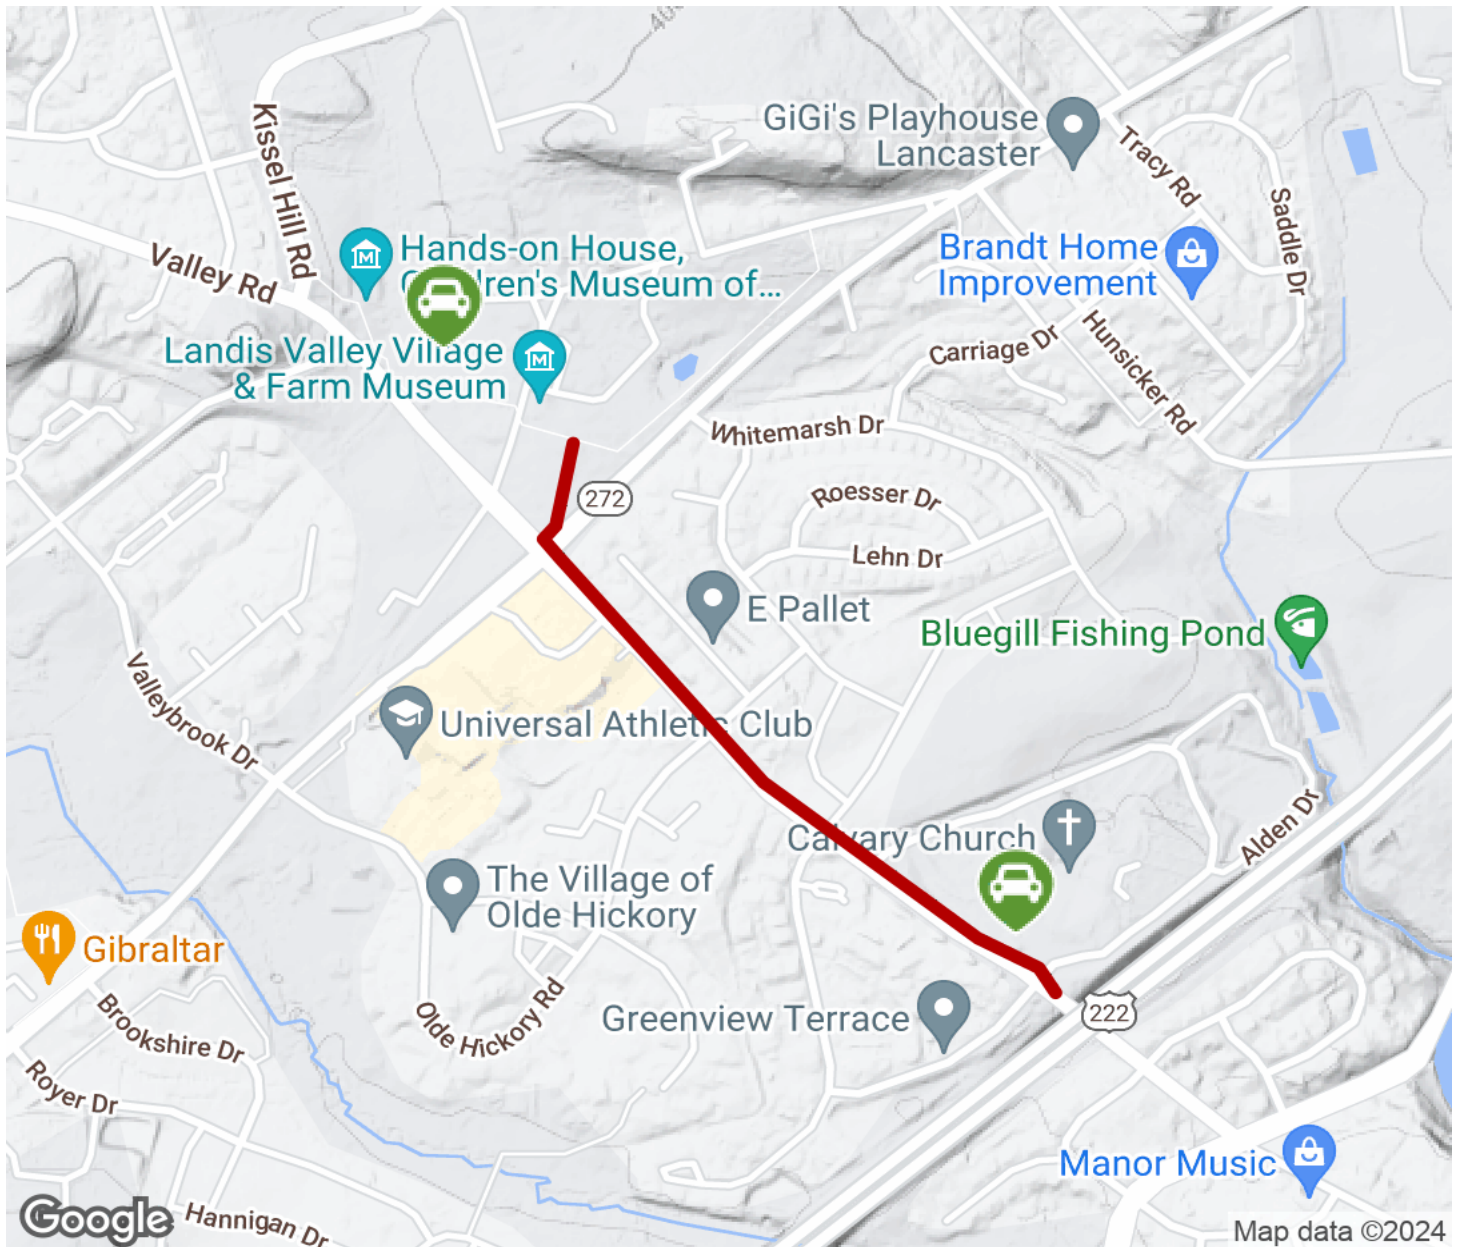 400
GiGi's Playhouse
Lancaster
Tracy Rd
Kissel Hill Rd
Saddle Dr
Valley Rd
Hands-on House,
ren's Museum of...
Brandt Home
Improvement
Carriage Dr
Hunsicker Rd
Landis Valley Village
& Farm Museum
Whitemarsh Dr
272
Roesser Dr
Lehn Dr
E Pallet
Bluegill Fishing Pond
Valleybrook Dr
Universal Athletic Club
Calvary Church
Alden Dr
The Village of
Olde Hickory
Gibraltar
Brookshire Dr
Olde Hickory Rd
Greenview Terrace
222
Royer Dr
Manor Music
Google
Hannigan Dr
Map data ©2024